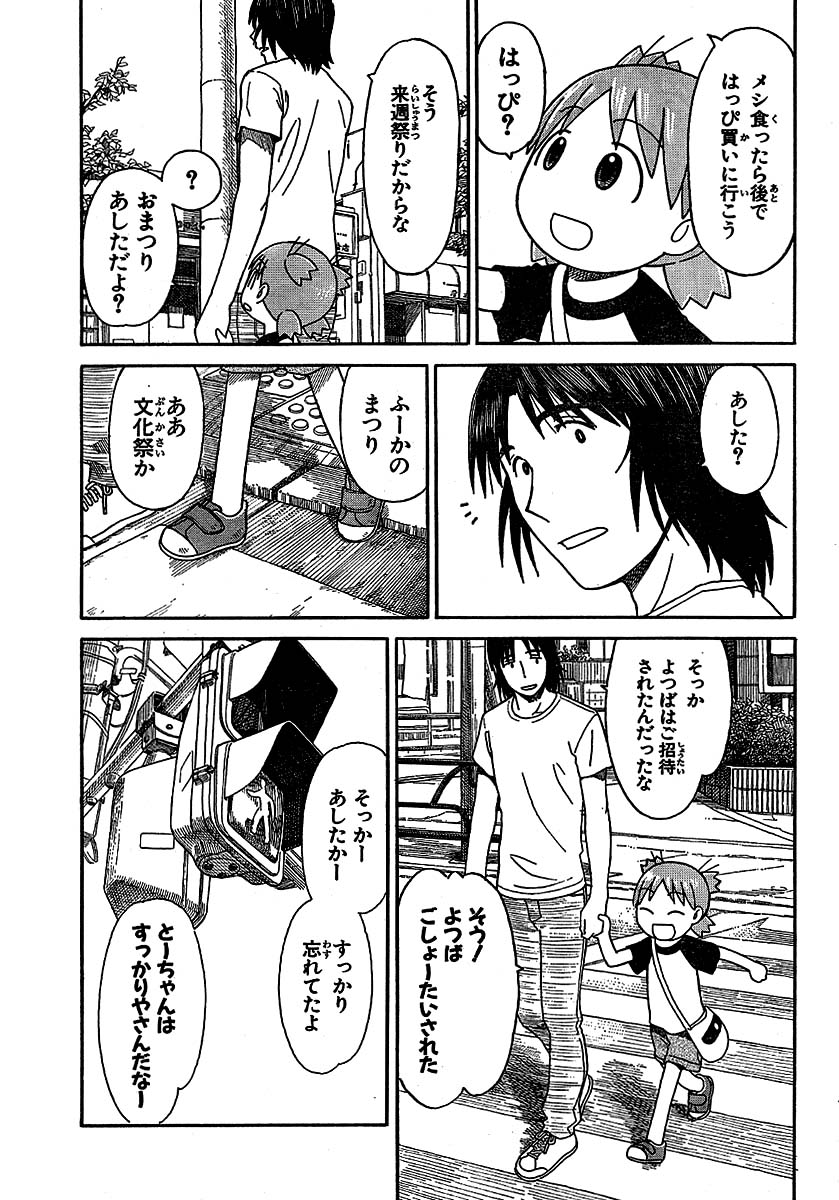 メシ食ったら後で
はっぴ買いに行こう
はっぴ?
そう
来週祭りだからな
?
おまつり
あしただよ?
あした?
ふーかの
まつり
ああ
文化祭か
そっか
よつばはご招待
されたんだったな
そう!
よつば
ごしょーたいされた
そっかー
あしたかー
すっかり
忘れてたよ
とーちゃんは
すっかりやさんだなー